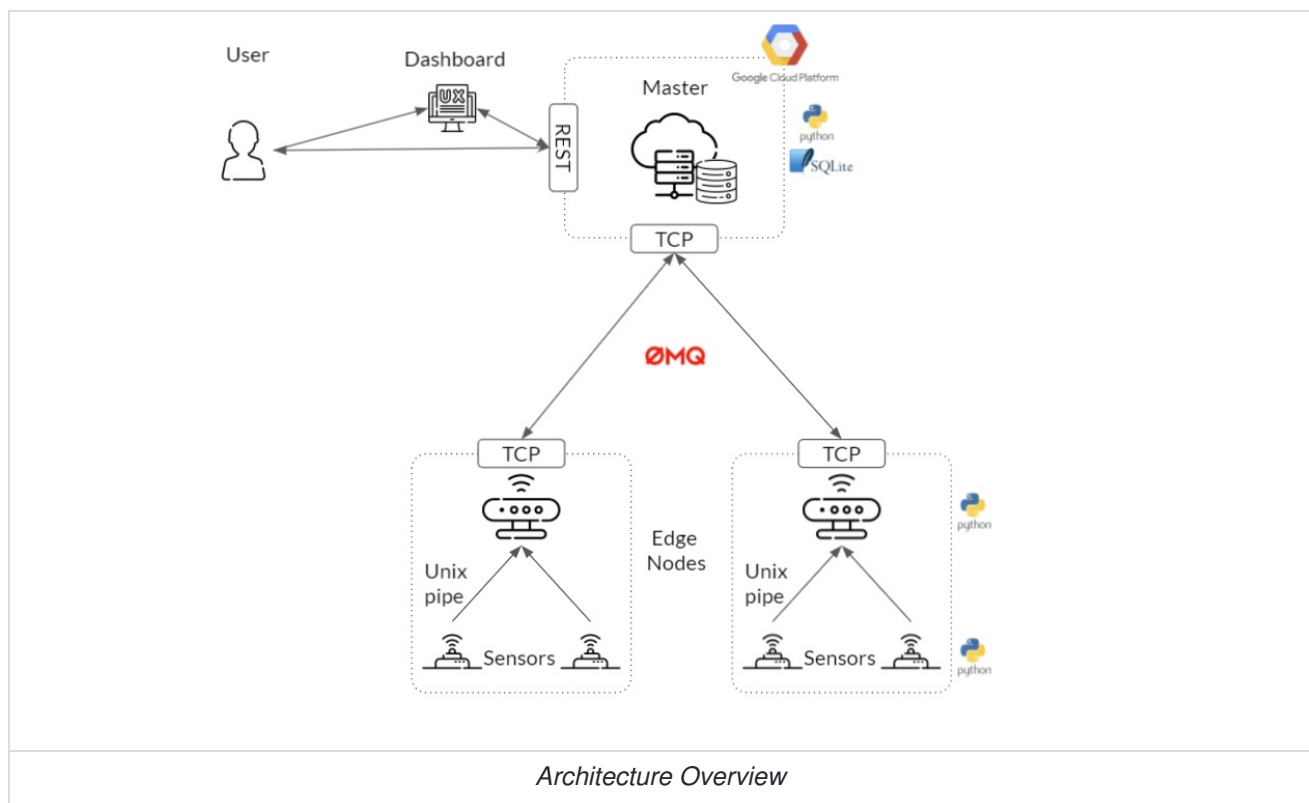 User
Dashboard
UX
REST
Master
Google Cloud Platform
python
SQLite
TCP
ØMQ
TCP
TCP
Edge
Nodes
python
Unix
pipe
Unix
pipe
Sensors
Sensors
python
Architecture Overview